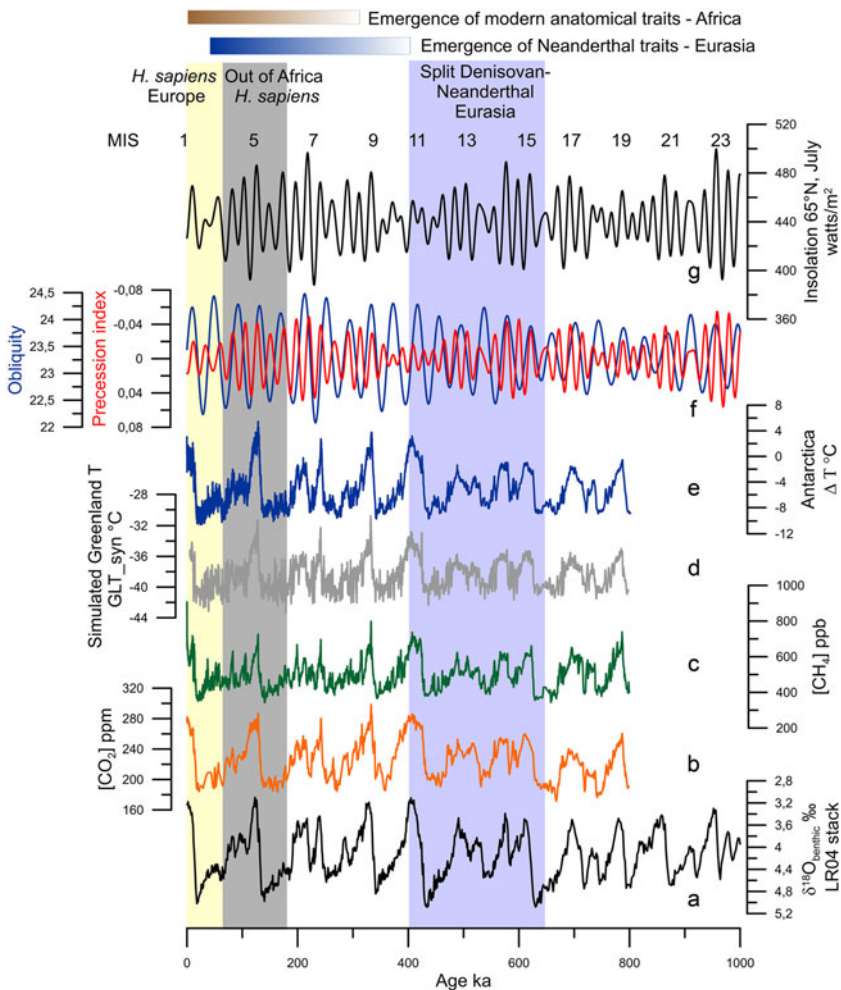 Emergence of modern anatomical traits - Africa
Emergence of Neanderthal traits - Eurasia
H. sapiens
Europe
Out of Africa
H. sapiens
Split Denisovan-
Neanderthal
Eurasia
MIS 1 5 7 9 11 13 15 17 19 21 23
520
480
440
400
360
Insolation 65°N, July
watts/m²
g
24,5
24
23,5
23
22,5
22
Obliquity
-0,08
-0,04
0
0,04
0,08
Precession index
f
8
4
0
-4
-8
-12
Antarctica
Δ T °C
e
-28
-32
-36
-40
-44
Simulated Greenland T
GLT_syn °C
d
1000
800
600
400
200
[CH₄] ppb
c
320
280
240
200
160
[CO₂] ppm
b
2,8
3,2
3,6
4
4,4
4,8
5,2
δ¹⁸O benthic ‰
LR04 stack
a
0 200 400 600 800 1000
Age ka